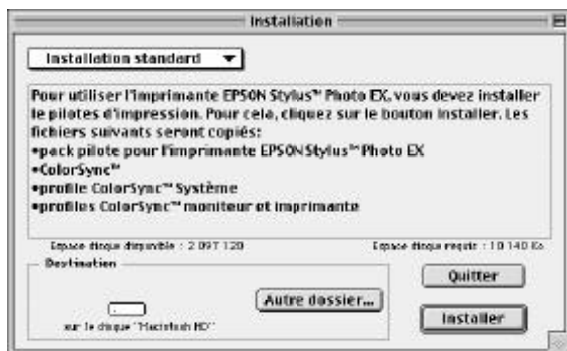 Installation
Installation standard
Pour utiliser l'imprimante EPSON Stylus™ Photo EX, vous devez installer
le pilotes d'impression. Pour cela, cliquez sur le bouton Installer. Les
fichiers suivants seront copiés:
•pack pilote pour l'imprimante EPSON Stylus™ Photo EX
•ColorSync™
•profile ColorSync™ Système
•profiles ColorSync™ moniteur et imprimante
Espace disque disponible : 2 097 120
Espace disque requis : 10 140 Ko
Destination
Autre dossier...
sur le disque "Macintosh HD"
Quitter
Installer